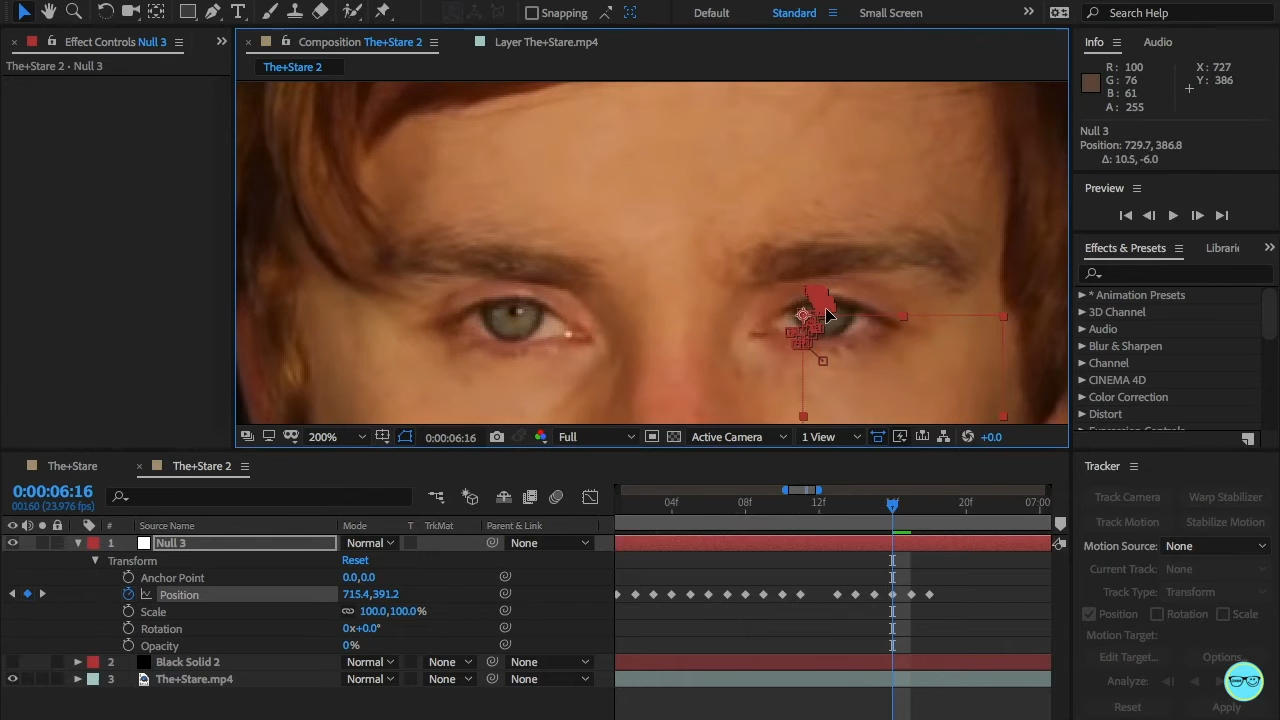 Snapping
Default
Standard
Small Screen
Search Help
Effect Controls Null 3
Composition The+Stare 2
Layer The+Stare.mp4
Info
Audio
The+Stare 2 • Null 3
The+Stare 2
R: 100
G: 76
B: 61
A: 255
X: 727
Y: 386
Null 3
Position: 729.7, 386.8
Δ: 10.5, -6.0
Preview
Effects & Presets
Librari
* Animation Presets
3D Channel
Audio
Blur & Sharpen
Channel
CINEMA 4D
Color Correction
Distort
200%
0:00:06:16
Full
Active Camera
1 View
+0.0
The+Stare
The+Stare 2
Tracker
0:00:06:16
00160 (23.976 fps)
04f
08f
12f
20f
07:00
Track Camera
Warp Stabilizer
Track Motion
Stabilize Motion
# Source Name
Mode
T TrkMat
Parent & Link
1 Null 3
Normal
None
Motion Source: None
Transform
Reset
Current Track: None
Anchor Point
0.0,0.0
Track Type: Transform
Position
715.4,391.2
Scale
100.0,100.0%
Position
Rotation
Scale
Rotation
0x+0.0°
Motion Target:
Opacity
0%
Edit Target...
Options...
2 Black Solid 2
Normal
None
None
3 The+Stare.mp4
Normal
None
None
Analyze:
Reset
Apply